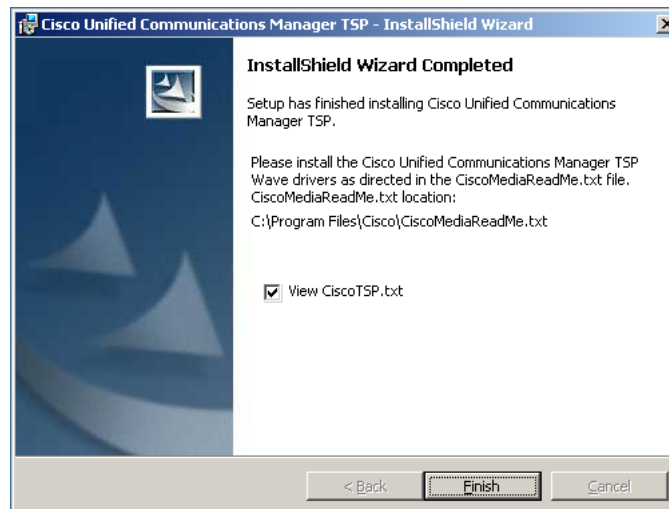 Cisco Unified Communications Manager TSP - InstallShield Wizard
InstallShield Wizard Completed
Setup has finished installing Cisco Unified Communications
Manager TSP.
Please install the Cisco Unified Communications Manager TSP
Wave drivers as directed in the CiscoMediaReadMe.txt file.
CiscoMediaReadMe.txt location:
C:\Program Files\Cisco\CiscoMediaReadMe.txt
View CiscoTSP.txt
< Back Finish Cancel